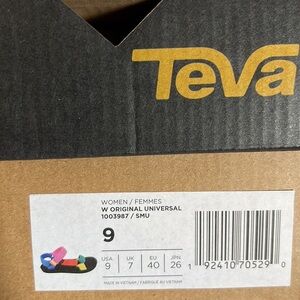 Teva
WOMEN / FEMMES
W ORIGINAL UNIVERSAL
1003987 / SMU
9
USA UK EU JPN
9 7 40 26
1 92410 70529 0
MADE IN VIETNAM / FABRIQUÉ AU VIETNAM